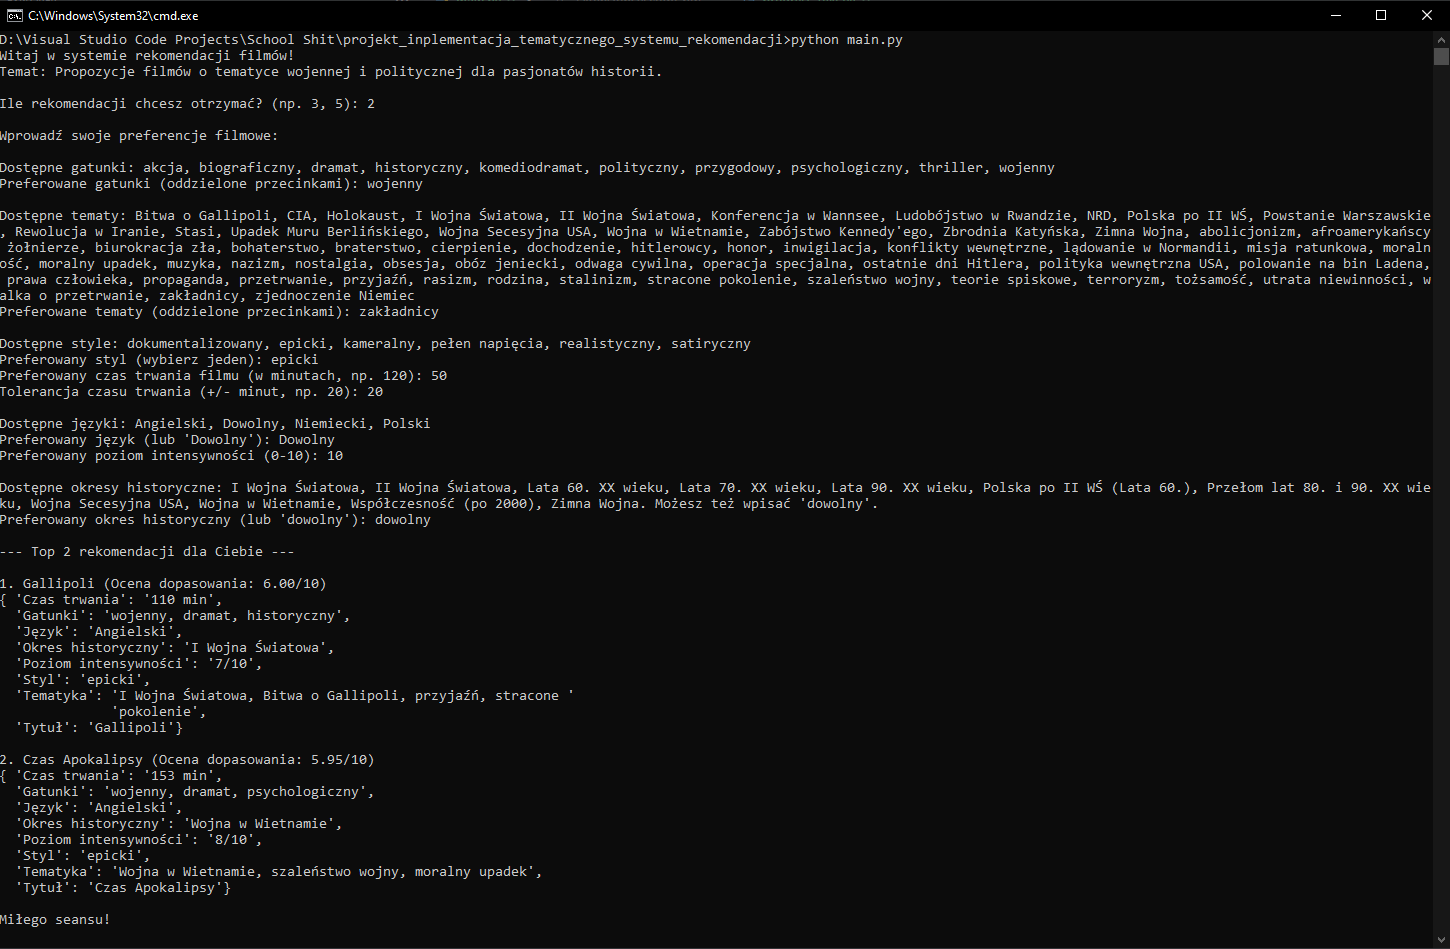 C:\Windows\System32\cmd.exe
D:\Visual Studio Code Projects\School Shit\projekt_inplementacja_tematycznego_systemu_rekomendacji>python main.py
Witaj w systemie rekomendacji filmów!
Temat: Propozycje filmów o tematyce wojennej i politycznej dla pasjonatów historii.
Ile rekomendacji chcesz otrzymać? (np. 3, 5): 2
Wprowadź swoje preferencje filmowe:
Dostępne gatunki: akcja, biograficzny, dramat, historyczny, komediodramat, polityczny, przygodowy, psychologiczny, thriller, wojenny
Preferowane gatunki (oddzielone przecinkami): wojenny
Dostępne tematy: Bitwa o Gallipoli, CIA, Holokaust, I Wojna Światowa, II Wojna Światowa, Konferencja w Wannsee, Ludobójstwo w Rwandzie, NRD, Polska po II WŚ, Powstanie Warszawskie
, Rewolucja w Iranie, Stasi, Upadek Muru Berlińskiego, Wojna Secesyjna USA, Wojna w Wietnamie, Zabójstwo Kennedy'ego, Zbrodnia Katyńska, Zimna Wojna, abolicjonizm, afroamerykańscy
żołnierze, biurokracja zła, bohaterstwo, braterstwo, cierpienie, dochodzenie, hitlerowcy, honor, inwigilacja, konflikty wewnętrzne, lądowanie w Normandii, misja ratunkowa, moraln
ość, moralny upadek, muzyka, nazizm, nostalgia, obsesja, obóz jeniecki, odwaga cywilna, operacja specjalna, ostatnie dni Hitlera, polityka wewnętrzna USA, polowanie na bin Ladena,
prawa człowieka, propaganda, przetrwanie, przyjaźń, rasizm, rodzina, stalinizm, stracone pokolenie, szaleństwo wojny, teorie spiskowe, terroryzm, tożsamość, utrata niewinności, w
alka o przetrwanie, zakładnicy, zjednoczenie Niemiec
Preferowane tematy (oddzielone przecinkami): zakładnicy
Dostępne style: dokumentalizowany, epicki, kameralny, pełen napięcia, realistyczny, satiryczny
Preferowany styl (wybierz jeden): epicki
Preferowany czas trwania filmu (w minutach, np. 120): 50
Tolerancja czasu trwania (+/- minut, np. 20): 20
Dostępne języki: Angielski, Dowolny, Niemiecki, Polski
Preferowany język (lub 'Dowolny'): Dowolny
Preferowany poziom intensywności (0-10): 10
Dostępne okresy historyczne: I Wojna Światowa, II Wojna Światowa, Lata 60. XX wieku, Lata 70. XX wieku, Lata 90. XX wieku, Polska po II WŚ (Lata 60.), Przełom lat 80. i 90. XX wie
ku, Wojna Secesyjna USA, Wojna w Wietnamie, Współczesność (po 2000), Zimna Wojna. Możesz też wpisać 'dowolny'.
Preferowany okres historyczny (lub 'dowolny'): dowolny
--- Top 2 rekomendacji dla Ciebie ---
1. Gallipoli (Ocena dopasowania: 6.00/10)
{ 'Czas trwania': '110 min',
'Gatunki': 'wojenny, dramat, historyczny',
'Język': 'Angielski',
'Okres historyczny': 'I Wojna Światowa',
'Poziom intensywności': '7/10',
'Styl': 'epicki',
'Tematyka': 'I Wojna Światowa, Bitwa o Gallipoli, przyjaźń, stracone '
'pokolenie',
'Tytuł': 'Gallipoli'}
2. Czas Apokalipsy (Ocena dopasowania: 5.95/10)
{ 'Czas trwania': '153 min',
'Gatunki': 'wojenny, dramat, psychologiczny',
'Język': 'Angielski',
'Okres historyczny': 'Wojna w Wietnamie',
'Poziom intensywności': '8/10',
'Styl': 'epicki',
'Tematyka': 'Wojna w Wietnamie, szaleństwo wojny, moralny upadek',
'Tytuł': 'Czas Apokalipsy'}
Miłego seansu!